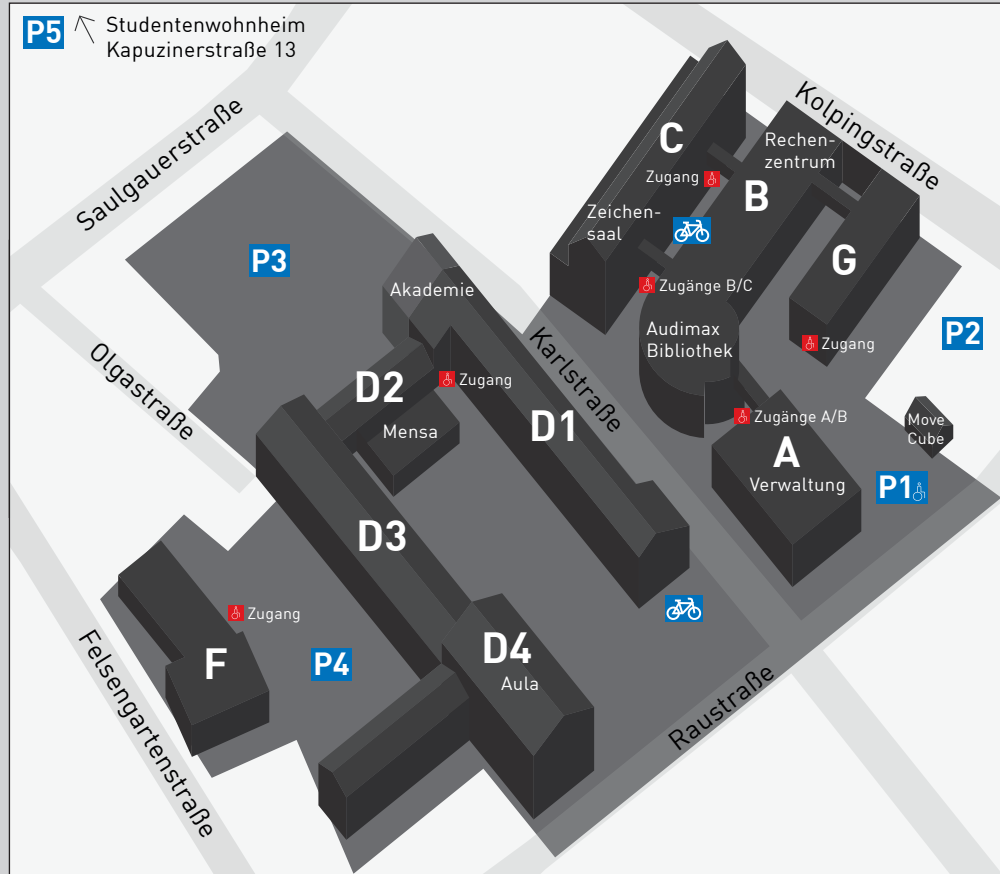 P5
Studentenwohnheim
Kapuzinerstraße 13
Saulgauerstraße
Kolpingstraße
C
Rechen-
zentrum
Zugang
B
Zeichen-
saal
P3
G
Akademie
Zugänge B/C
Karlstraße
Audimax
Bibliothek
Zugang
P2
Olgastraße
D2
Zugang
Mensa
D1
Zugänge A/B
Move
Cube
A
Verwaltung
P1
D3
Zugang
F
P4
D4
Aula
Felsengartenstraße
Raustraße